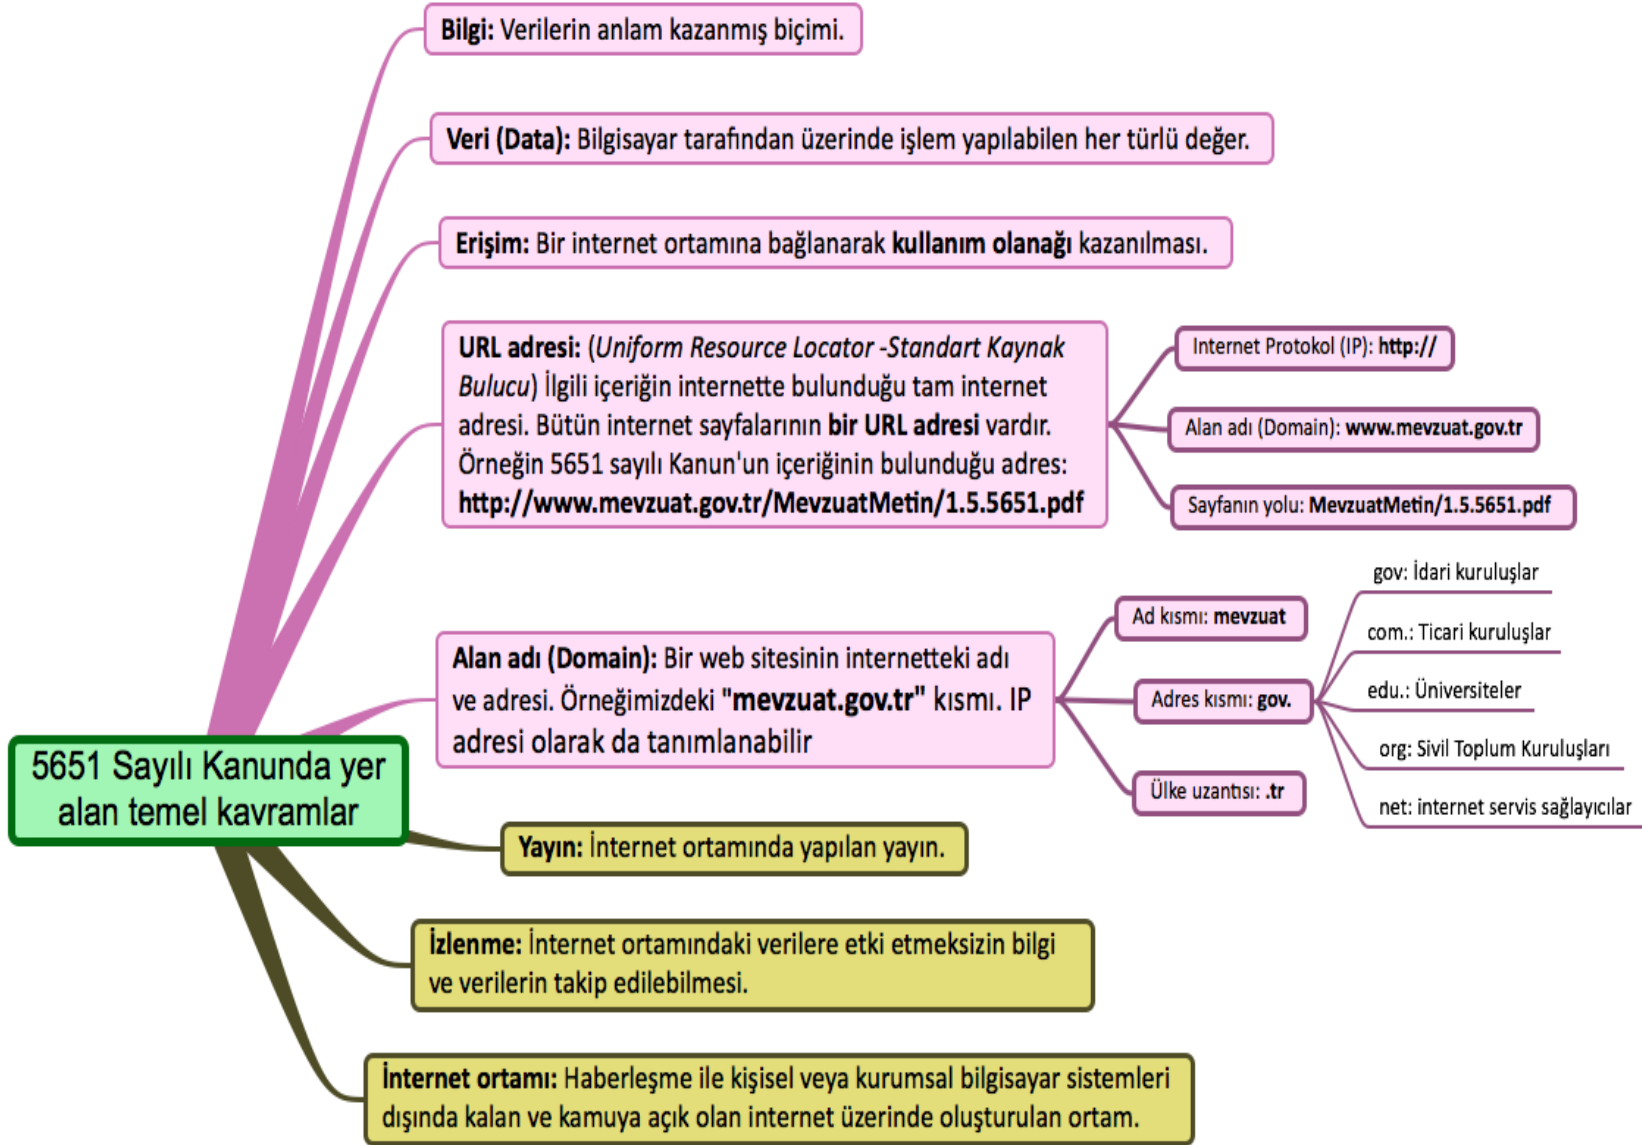 Bilgi: Verilerin anlam kazanmış biçimi.
Veri (Data): Bilgisayar tarafından üzerinde işlem yapılabilen her türlü değer.
Erişim: Bir internet ortamına bağlanarak kullanım olanağı kazanılması.
URL adresi: (Uniform Resource Locator -Standart Kaynak
Bulucu) İlgili içeriğin internette bulunduğu tam internet
adresi. Bütün internet sayfalarının bir URL adresi vardır.
Örneğin 5651 sayılı Kanun'un içeriğinin bulunduğu adres:
http://www.mevzuat.gov.tr/MevzuatMetin/1.5.5651.pdf
Internet Protokol (IP): http://
Alan adı (Domain): www.mevzuat.gov.tr
Sayfanın yolu: MevzuatMetin/1.5.5651.pdf
Alan adı (Domain): Bir web sitesinin internetteki adı
ve adresi. Örneğimizdeki "mevzuat.gov.tr" kısmı. IP
adresi olarak da tanımlanabilir
Ad kısmı: mevzuat
Adres kısmı: gov.
gov: İdari kuruluşlar
com.: Ticari kuruluşlar
edu.: Üniversiteler
org: Sivil Toplum Kuruluşları
net: internet servis sağlayıcılar
Ülke uzantısı: .tr
5651 Sayılı Kanunda yer
alan temel kavramlar
Yayın: İnternet ortamında yapılan yayın.
İzlenme: İnternet ortamındaki verilere etki etmeksizin bilgi
ve verilerin takip edilebilmesi.
İnternet ortamı: Haberleşme ile kişisel veya kurumsal bilgisayar sistemleri
dışında kalan ve kamuya açık olan internet üzerinde oluşturulan ortam.